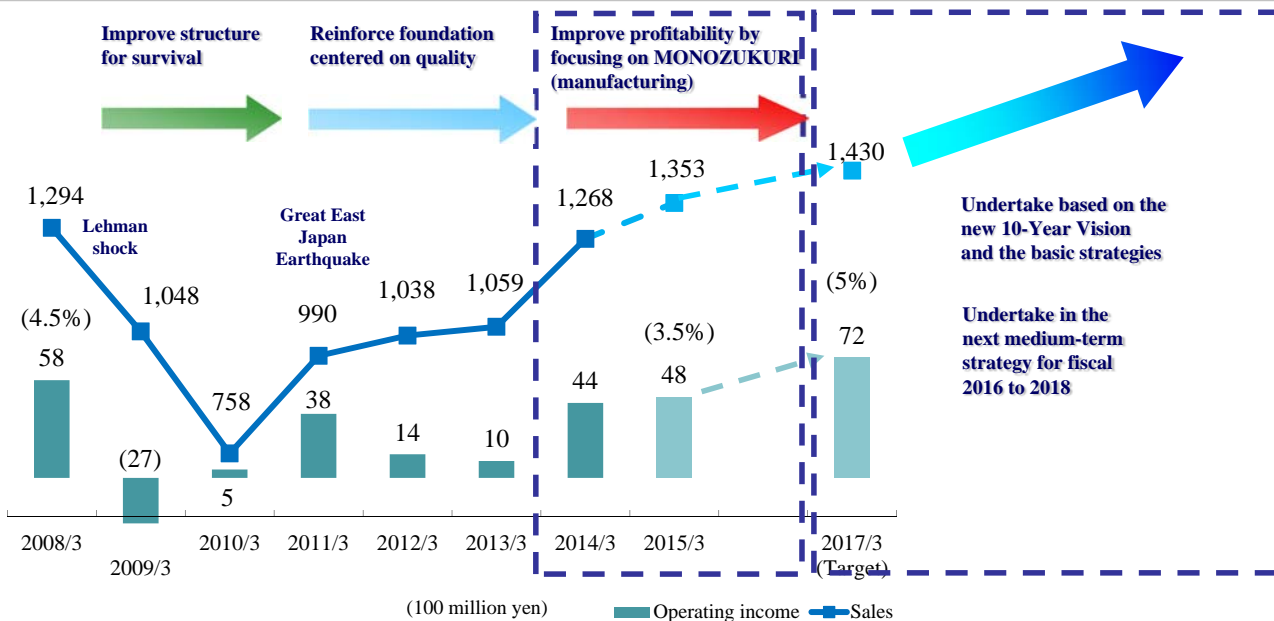 Improve structure
for survival
Reinforce foundation
centered on quality
Improve profitability by
focusing on MONOZUKURI
(manufacturing)
1,294
Lehman
shock
1,048
(4.5%)
58
(27)
758
5
Great East
Japan
Earthquake
990
38
1,038
14
1,059
10
1,268
44
1,353
(3.5%)
48
1,430
(5%)
72
Undertake based on the
new 10-Year Vision
and the basic strategies
Undertake in the
next medium-term
strategy for fiscal
2016 to 2018
2008/3
2009/3
2010/3
2011/3
2012/3
2013/3
2014/3
2015/3
2017/3
(Target)
(100 million yen)
Operating income
Sales